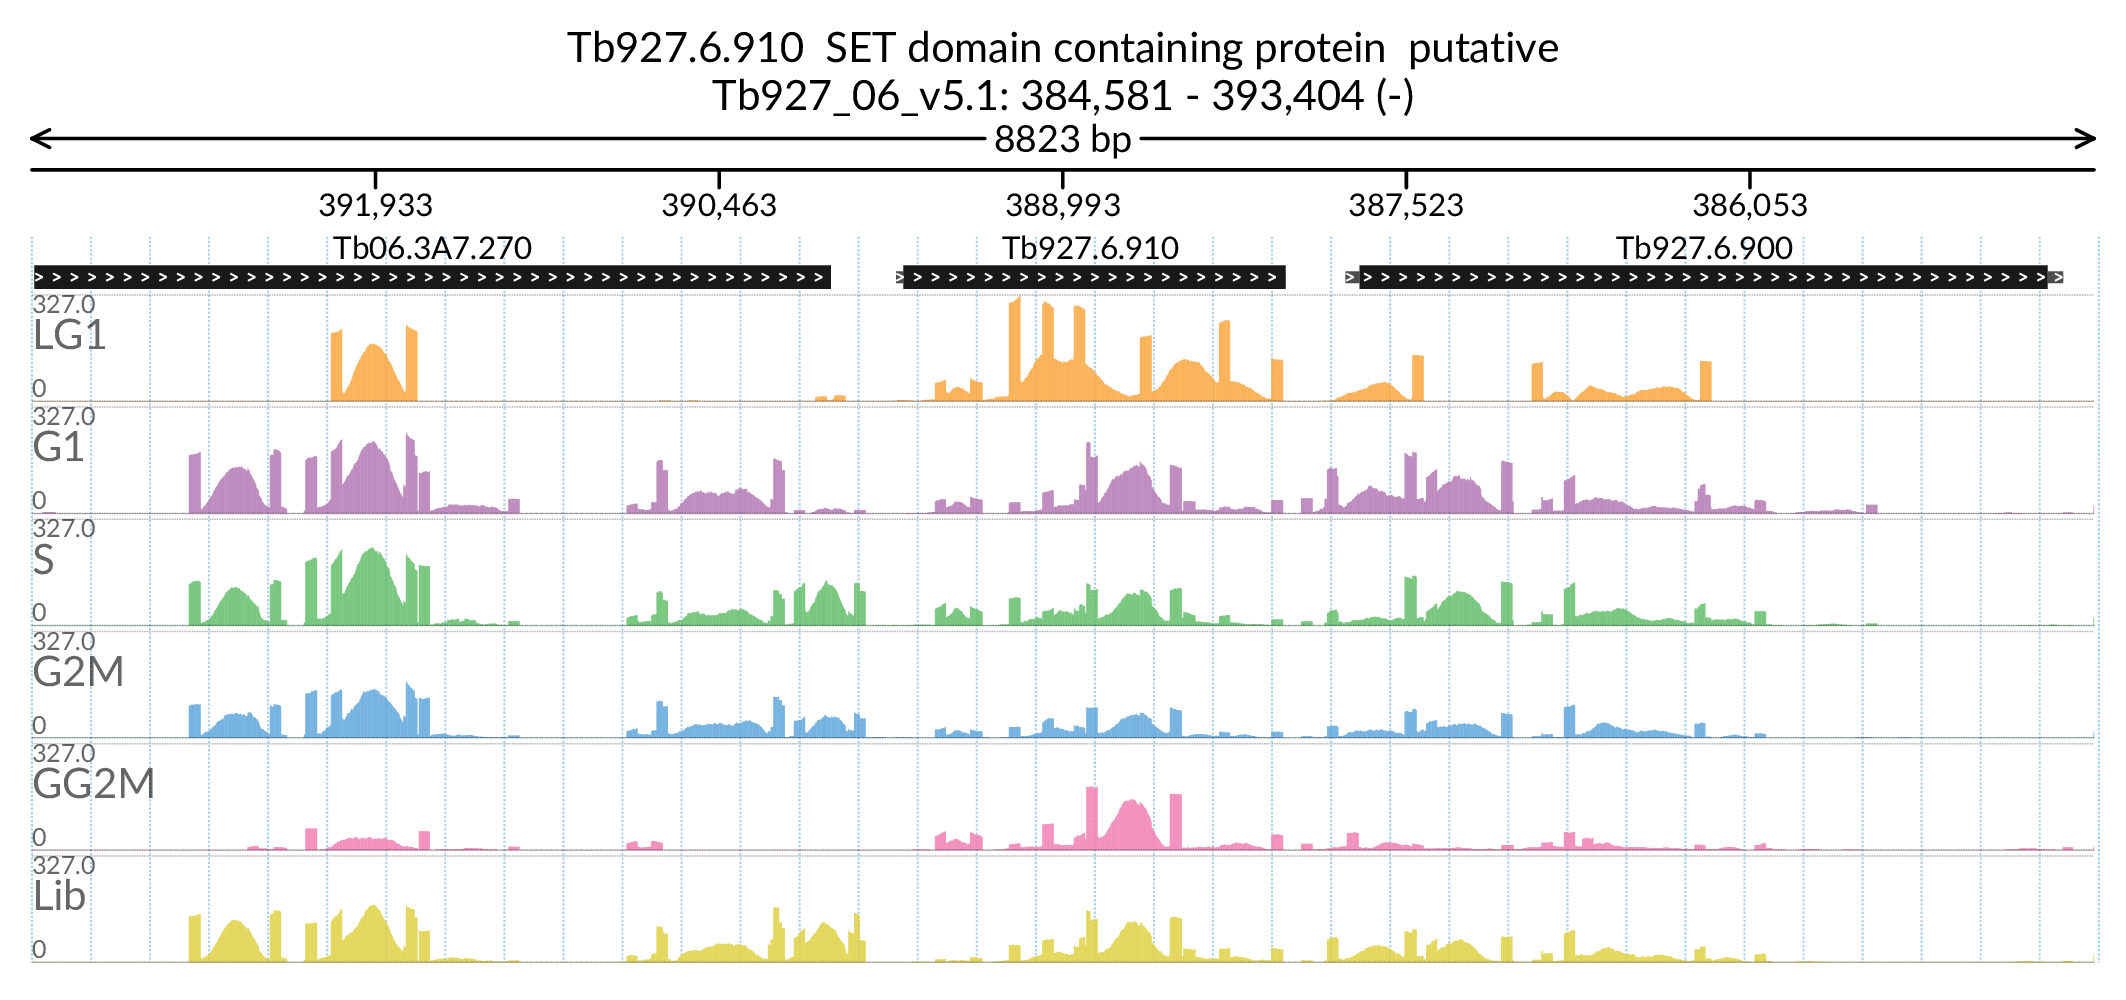 Tb927.6.910  SET domain containing protein  putative
Tb927_06_v5.1: 384,581 - 393,404 (-)
8823 bp
391,933 390,463 388,993 387,523 386,053
Tb06.3A7.270 Tb927.6.910 Tb927.6.900
327.0
LG1
0
327.0
G1
0
327.0
S
0
327.0
G2M
0
327.0
GG2M
0
327.0
Lib
0